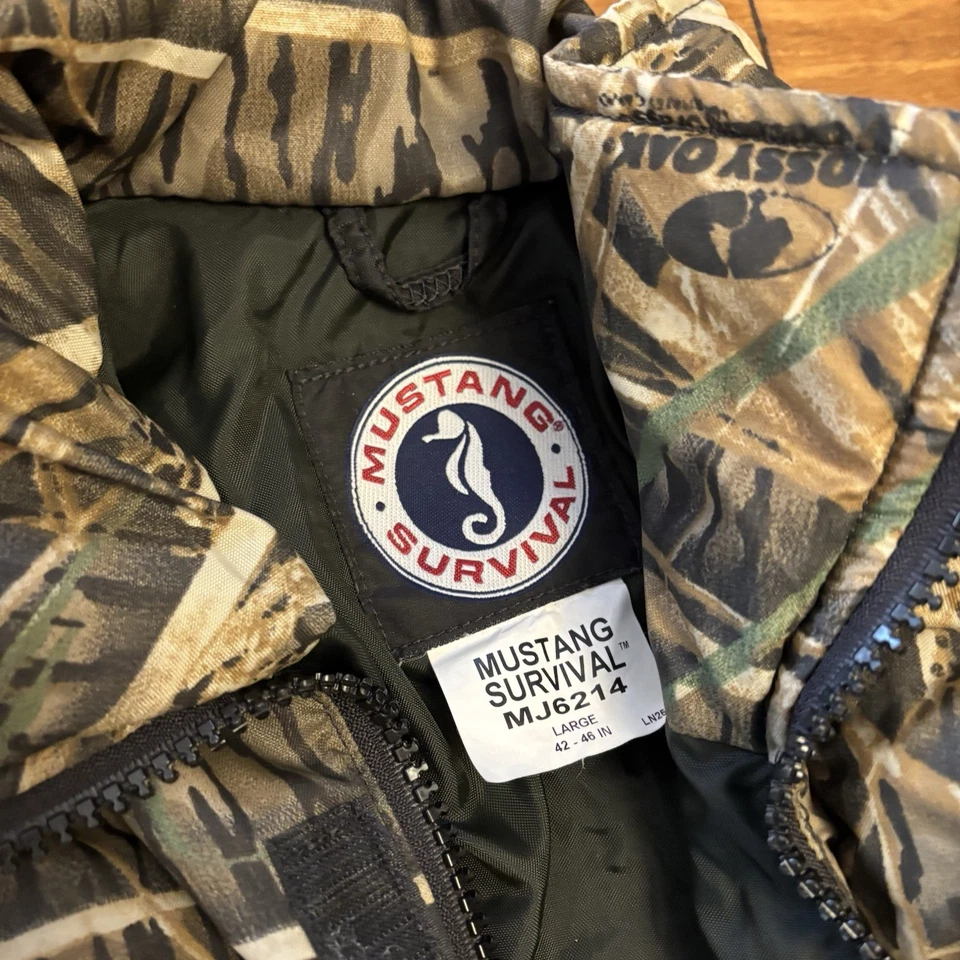 MOSSY OAK
MUSTANG®
SURVIVAL
MUSTANG
SURVIVAL™
MJ6214
LARGE
42 - 46 IN